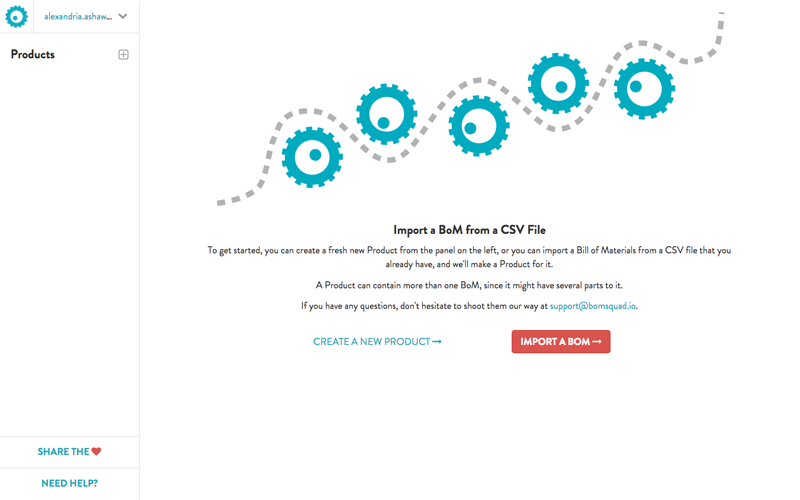 alexandria.ashaw...
Products
Import a BoM from a CSV File
To get started, you can create a fresh new Product from the panel on the left, or you can import a Bill of Materials from a CSV file that you
already have, and we'll make a Product for it.
A Product can contain more than one BoM, since it might have several parts to it.
If you have any questions, don't hesitate to shoot them our way at support@bomsquad.io.
CREATE A NEW PRODUCT
IMPORT A BOM
SHARE THE
NEED HELP?